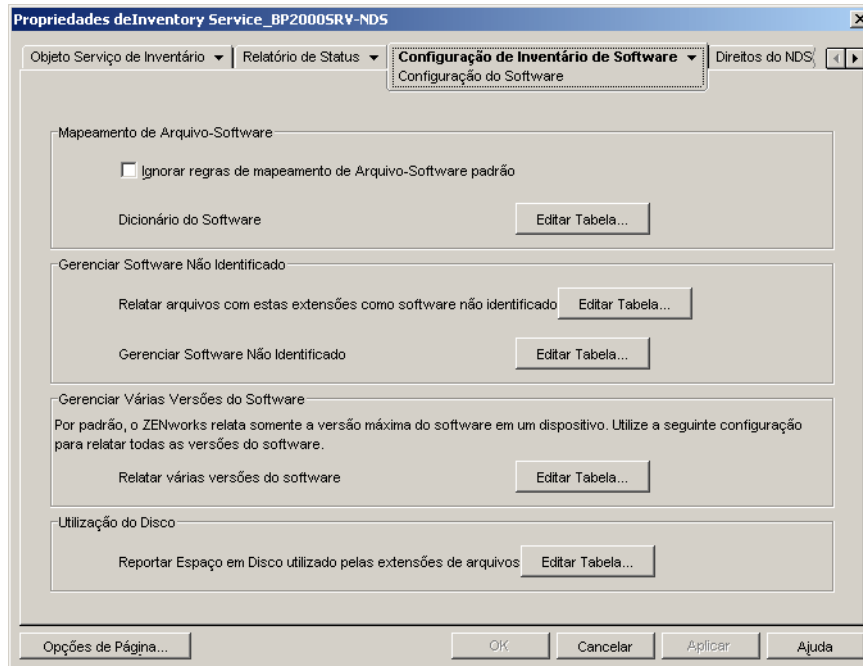 Propriedades deInventory Service_BP2000SRV-NDS
Objeto Serviço de Inventário
Relatório de Status
Configuração de Inventário de Software
Direitos do NDS
Configuração do Software
Mapeamento de Arquivo-Software
Ignorar regras de mapeamento de Arquivo-Software padrão
Dicionário do Software
Editar Tabela...
Gerenciar Software Não Identificado
Relatar arquivos com estas extensões como software não identificado
Editar Tabela...
Gerenciar Software Não Identificado
Editar Tabela...
Gerenciar Várias Versões do Software
Por padrão, o ZENworks relata somente a versão máxima do software em um dispositivo. Utilize a seguinte configuração
para relatar todas as versões do software.
Relatar várias versões do software
Editar Tabela...
Utilização do Disco
Reportar Espaço em Disco utilizado pelas extensões de arquivos
Editar Tabela...
Opções de Página...
OK
Cancelar
Aplicar
Ajuda